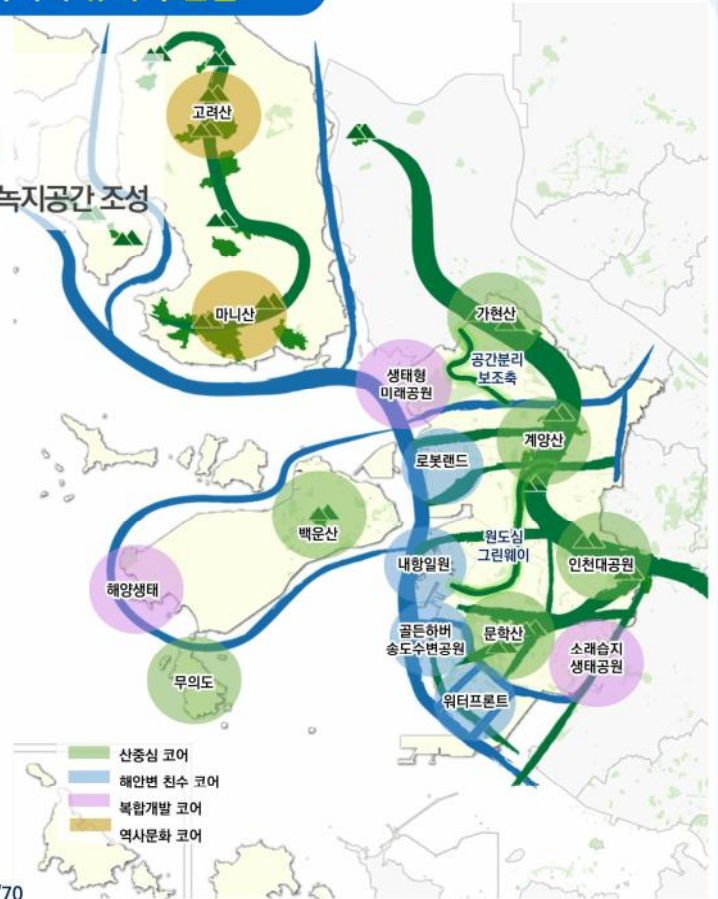 고려산
녹지공간 조성
마니산
가현산
공간분리
보조축
생태형
미래공원
계양산
로봇랜드
백운산
원도심
그린웨이
내항일원
인천대공원
해양생태
골든하버
송도수변공원
문학산
소래습지
생태공원
무의도
워터프론트
산중심 코어
해안변 친수 코어
복합개발 코어
역사문화 코어
/70